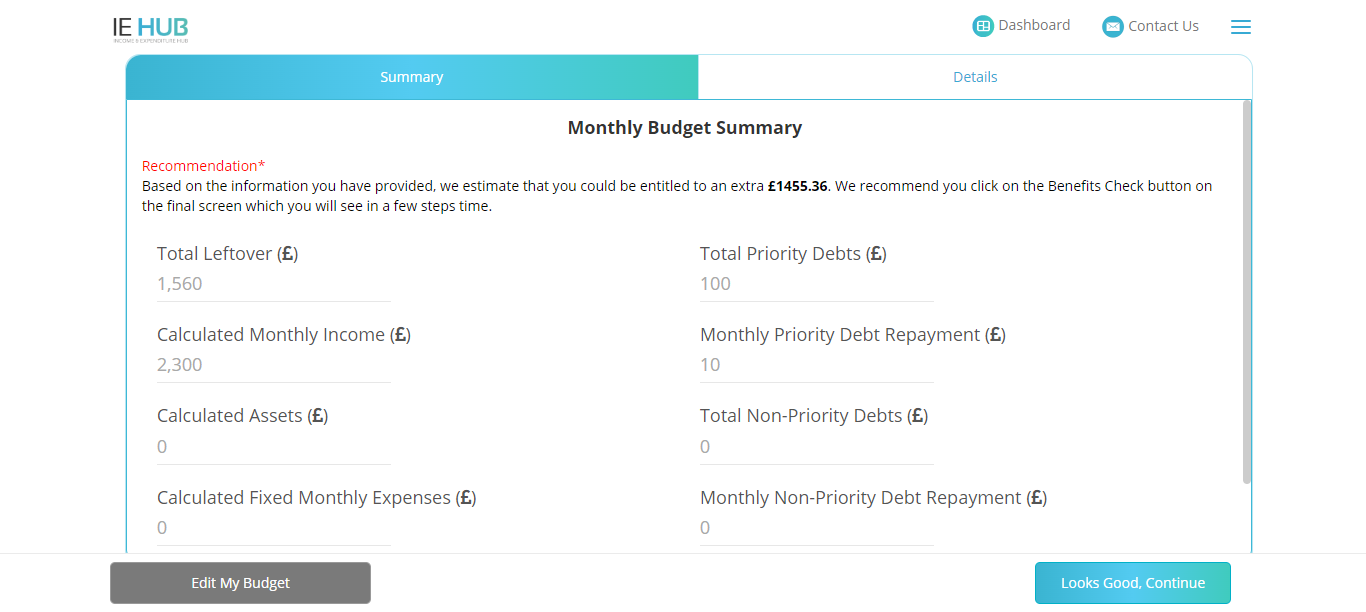 IE HUB
INCOME & EXPENDITURE HUB
Dashboard
Contact Us
Summary
Details
Monthly Budget Summary
Recommendation*
Based on the information you have provided, we estimate that you could be entitled to an extra £1455.36. We recommend you click on the Benefits Check button on
the final screen which you will see in a few steps time.
Total Leftover (£)
1,560
Total Priority Debts (£)
100
Calculated Monthly Income (£)
2,300
Monthly Priority Debt Repayment (£)
10
Calculated Assets (£)
0
Total Non-Priority Debts (£)
0
Calculated Fixed Monthly Expenses (£)
0
Monthly Non-Priority Debt Repayment (£)
0
Edit My Budget
Looks Good, Continue